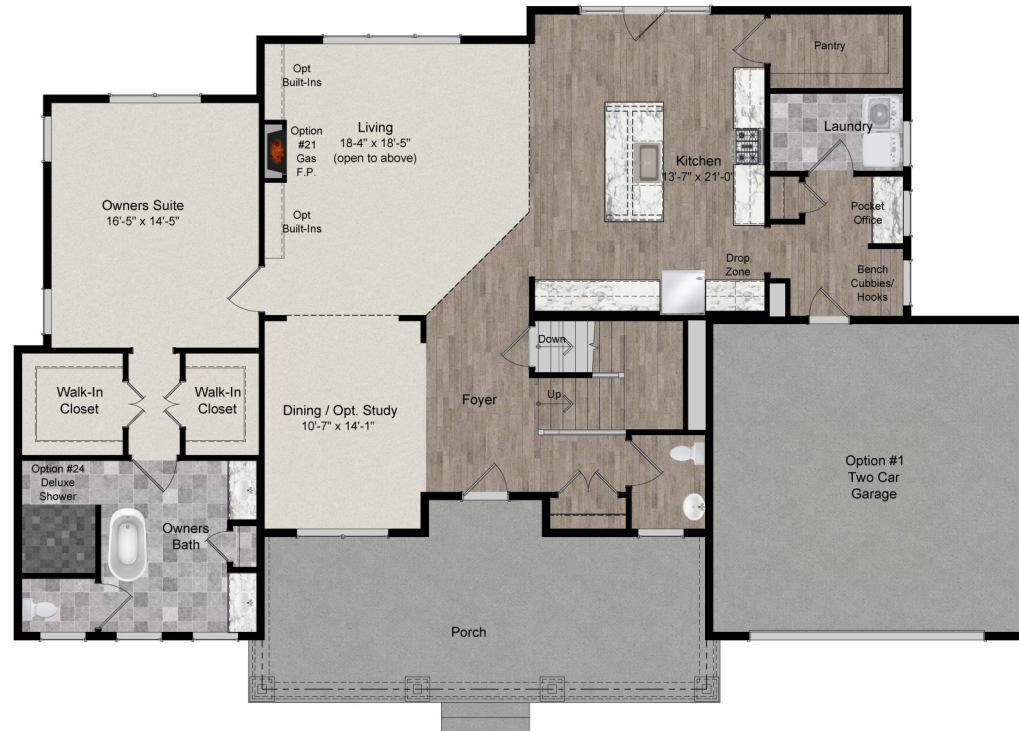 Pantry
Opt
Built-Ins
Living
18-4" x 18'-5"
(open to above)
Option
#21
Gas
F.P.
Laundry
Kitchen
13'-7" x 21'-0"
Owners Suite
16'-5" x 14'-5"
Opt
Built-Ins
Pocket
Office
Drop
Zone
Bench
Cubbies/
Hooks
Down
Walk-In
Closet
Walk-In
Closet
Up
Foyer
Dining / Opt. Study
10'-7" x 14'-1"
Option #24
Deluxe
Shower
Option #1
Two Car
Garage
Owners
Bath
Porch